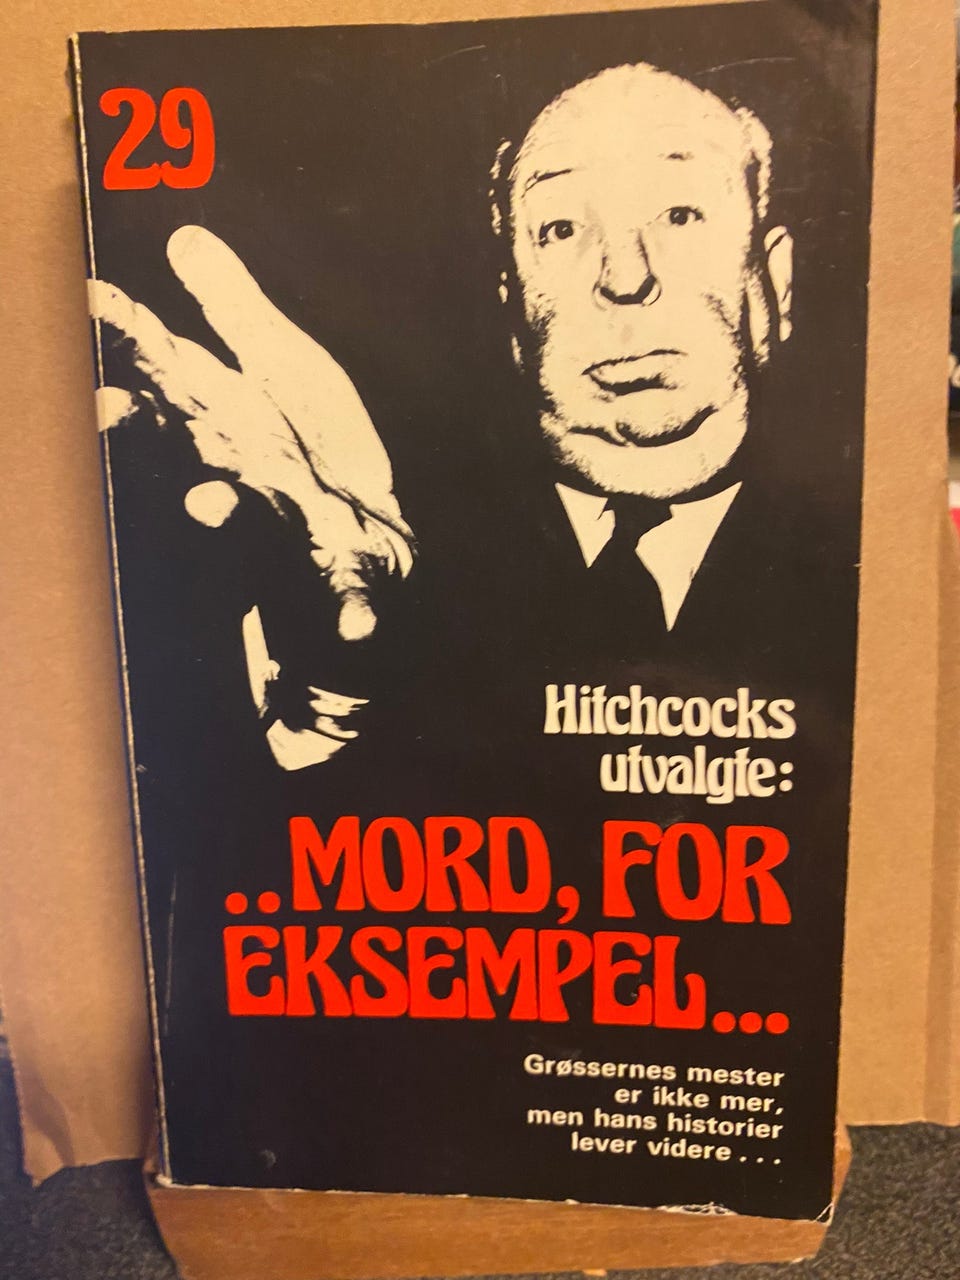 29
Hitchcocks
utvalgte:
..MORD, FOR
EKSEMPEL...
Grøssernes mester
er ikke mer,
men hans historier
lever videre . . .